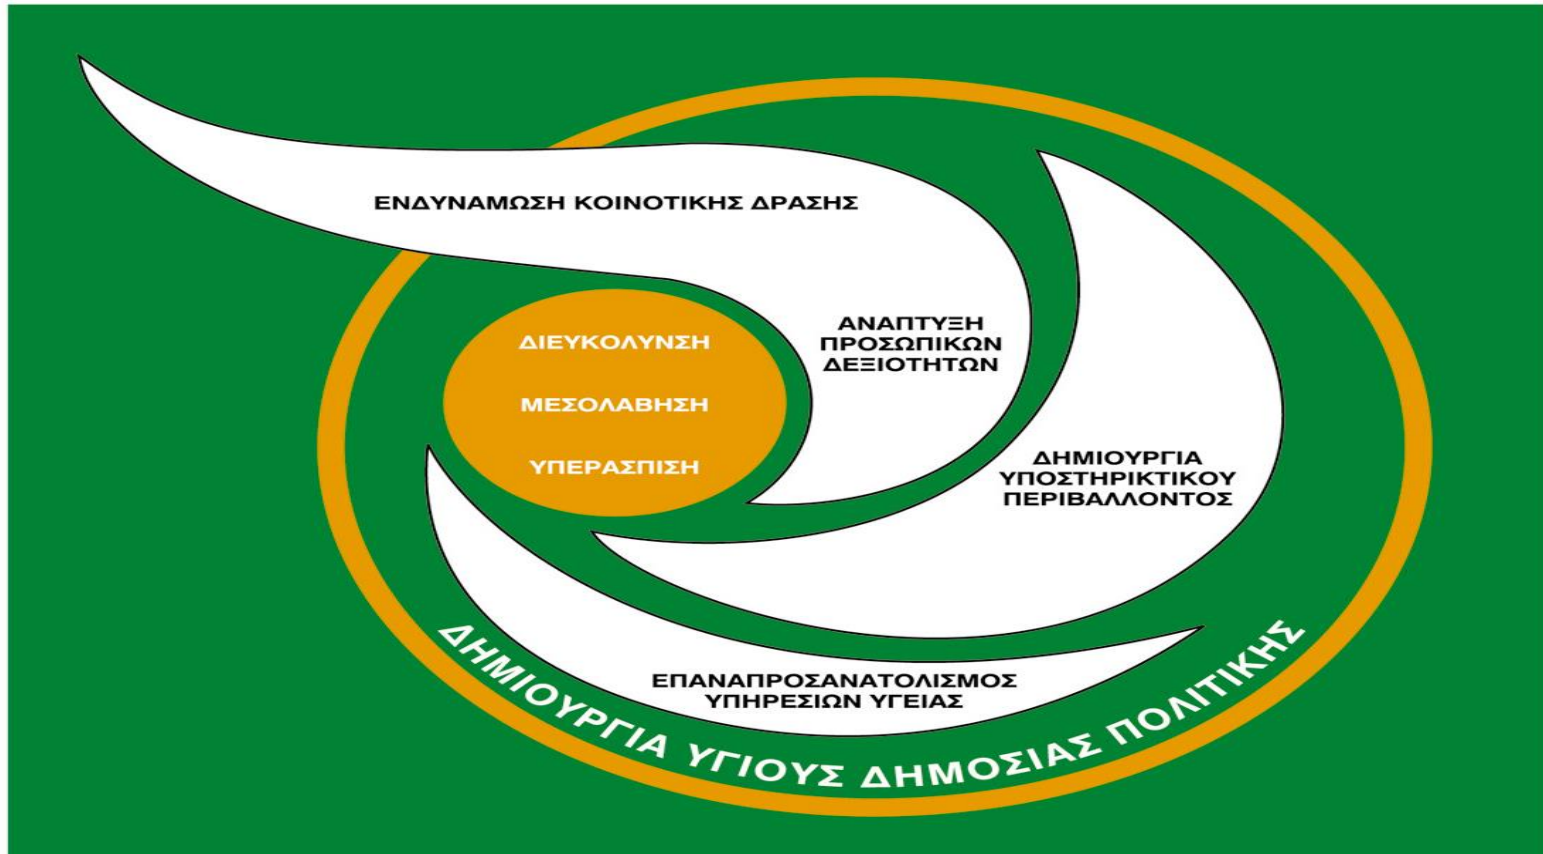 ΕΝΔΥΝΑΜΩΣΗ ΚΟΙΝΟΤΙΚΗΣ ΔΡΑΣΗΣ
ΑΝΑΠΤΥΞΗ
ΠΡΟΣΩΠΙΚΩΝ
ΔΕΞΙΟΤΗΤΩΝ
ΔΙΕΥΚΟΛΥΝΣΗ
ΜΕΣΟΛΑΒΗΣΗ
ΥΠΕΡΑΣΠΙΣΗ
ΔΗΜΙΟΥΡΓΙΑ
ΥΠΟΣΤΗΡΙΚΤΙΚΟΥ
ΠΕΡΙΒΑΛΛΟΝΤΟΣ
ΕΠΑΝΑΠΡΟΣΑΝΑΤΟΛΙΣΜΟΣ
ΥΠΗΡΕΣΙΩΝ ΥΓΕΙΑΣ
ΔΗΜΙΟΥΡΓΙΑ ΥΓΙΟΥΣ ΔΗΜΟΣΙΑΣ ΠΟΛΙΤΙΚΗΣ